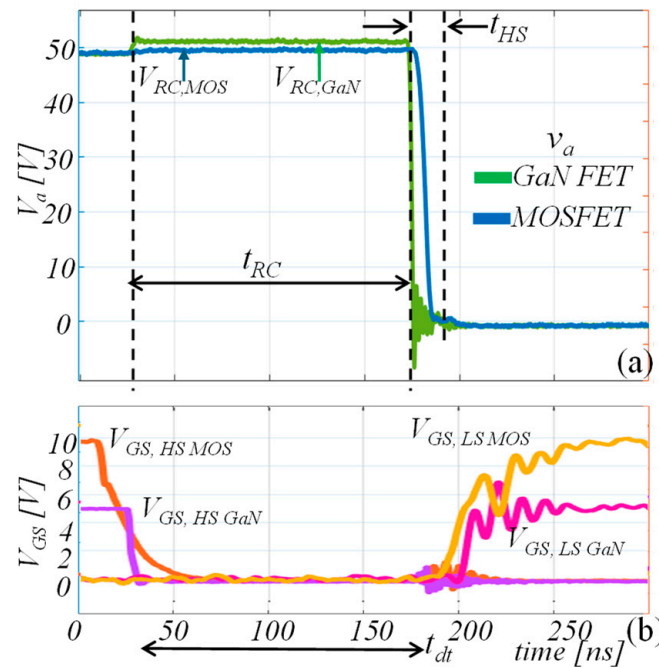 t_HS
50
40
30
20
10
0
V_a [V]
V_RC,MOS
V_RC,GaN
v_a
GaN FET
MOSFET
t_RC
(a)
10
8
6
4
2
0
V_GS [V]
V_GS, HS MOS
V_GS, HS GaN
V_GS, LS MOS
V_GS, LS GaN
(b)
0
50
100
150
200
250
300
t_dt
time [ns]